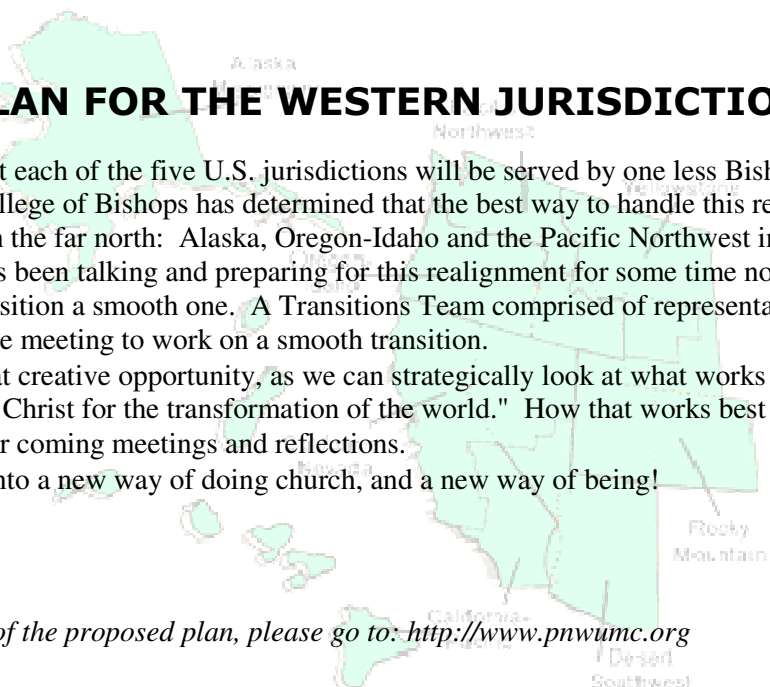 Alaska
LAN FOR THE WESTERN JURISDICTIO
Northwest
t each of the five U.S. jurisdictions will be served by one less Bish
Yellowstone
llege of Bishops has determined that the best way to handle this re
n the far north: Alaska, Oregon-Idaho and the Pacific Northwest in
s been talking and preparing for this realignment for some time no
sition a smooth one. A Transitions Team comprised of representa
e meeting to work on a smooth transition.
at creative opportunity, as we can strategically look at what works
Christ for the transformation of the world." How that works best
r coming meetings and reflections.
Nevada
nto a new way of doing church, and a new way of being!
Rocky
Mountain
California-
of the proposed plan, please go to: http://www.pnwumc.org
Desert
Southwest